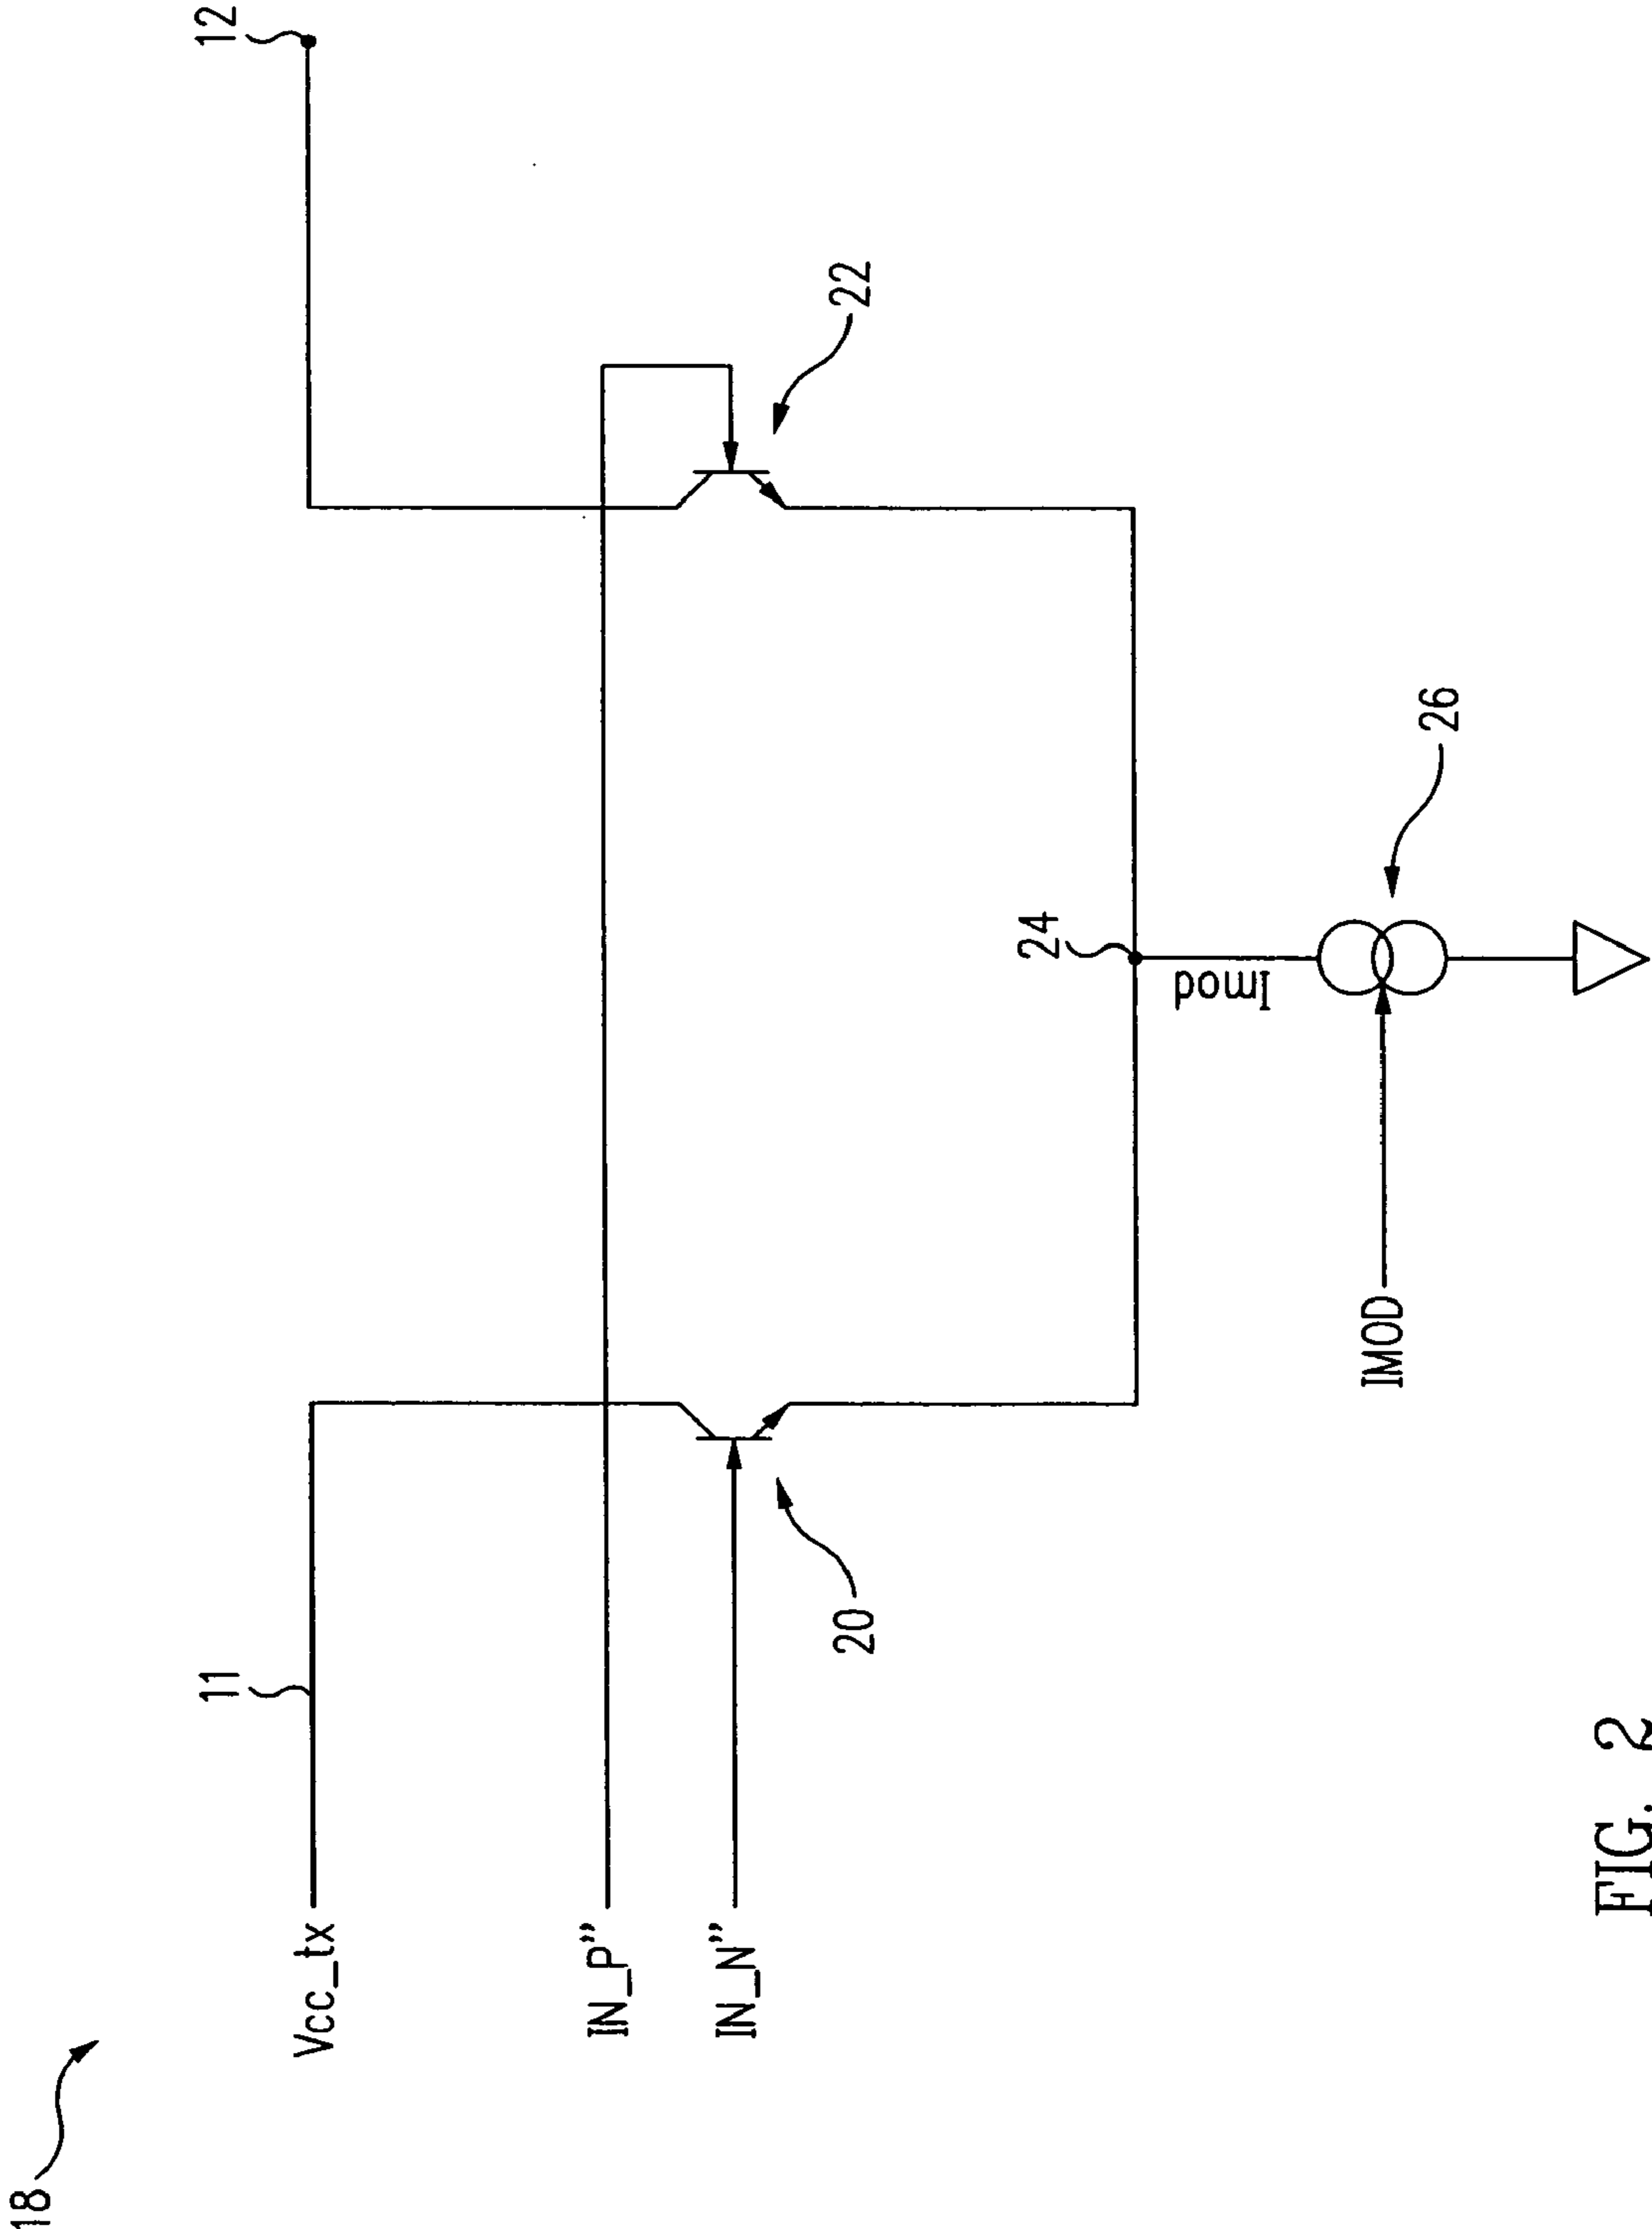 18
Vcc_tx
11
12
IN_P''
IN_N''
20
22
24
Imod
IMOD
26
FIG. 2